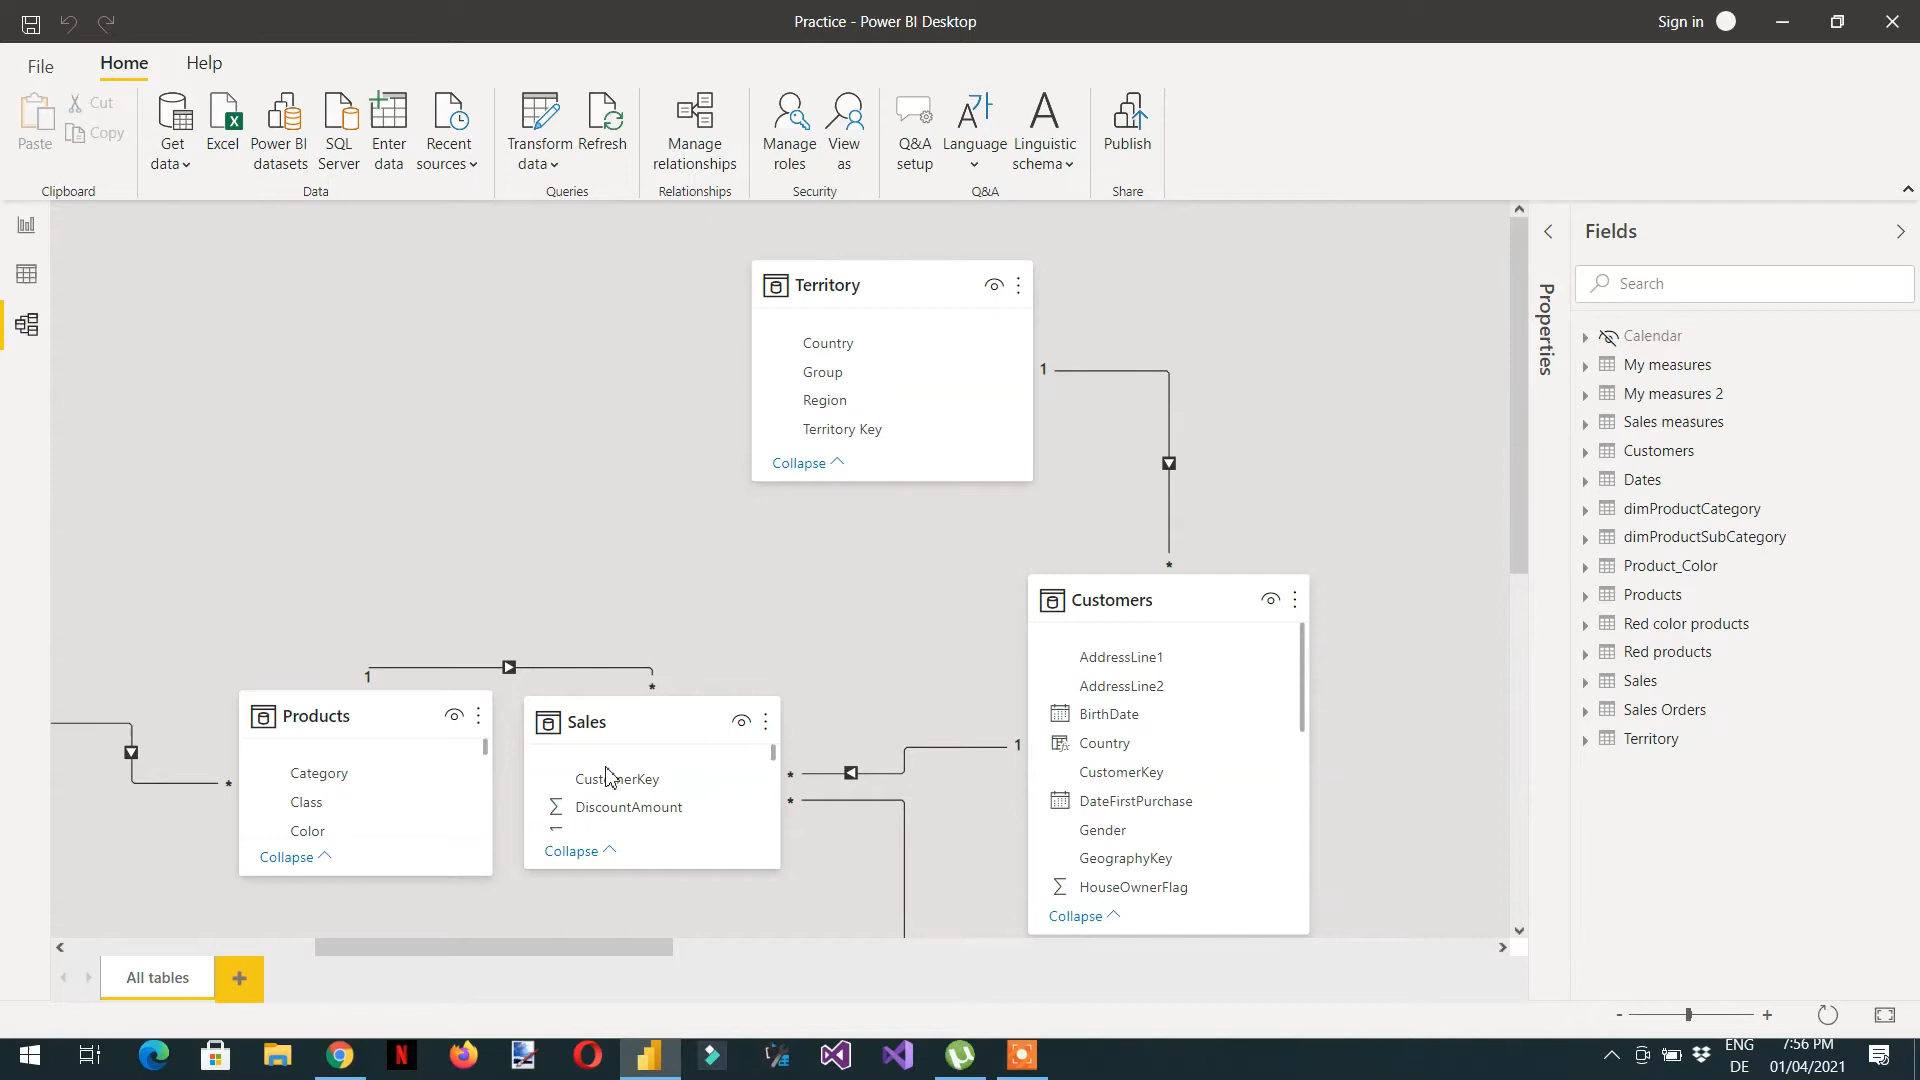 Practice - Power BI Desktop
Sign in
File
Home
Help
Paste
Cut
Copy
Get data
Excel
Power BI datasets
SQL Server
Enter data
Recent sources
Transform data
Refresh
Manage relationships
Manage roles
View as
Q&A setup
Language
Linguistic schema
Publish
Clipboard
Data
Queries
Relationships
Security
Q&A
Share
Territory
Country
Group
Region
Territory Key
Collapse
1
*
Customers
AddressLine1
AddressLine2
BirthDate
Country
CustomerKey
DateFirstPurchase
Gender
GeographyKey
HouseOwnerFlag
Collapse
1
*
Products
Category
Class
Color
Collapse
*
Sales
CustomerKey
DiscountAmount
Collapse
*
*
1
All tables
+
Properties
Fields
Search
Calendar
My measures
My measures 2
Sales measures
Customers
Dates
dimProductCategory
dimProductSubCategory
Product_Color
Products
Red color products
Red products
Sales
Sales Orders
Territory
- +
ENG
DE
7:56 PM
01/04/2021